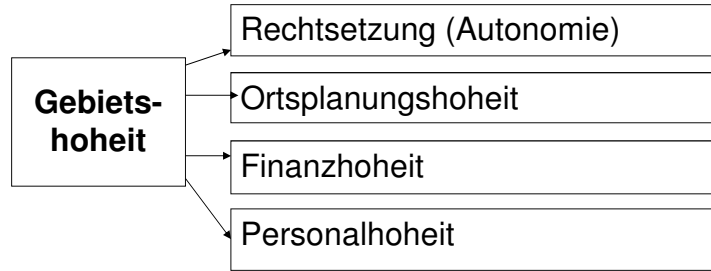 Rechtsetzung (Autonomie)
Gebiets-
hoheit
Ortsplanungshoheit
Finanzhoheit
Personalhoheit